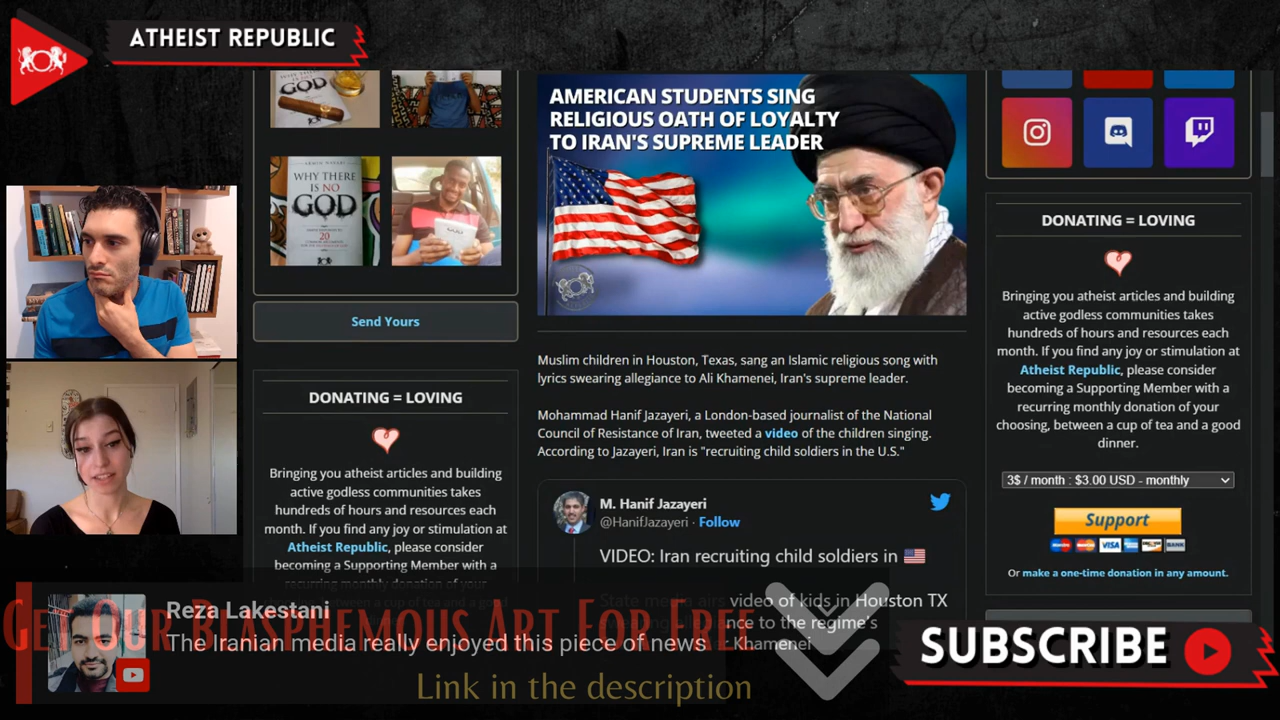 ATHEIST REPUBLIC
GOD
WHY THERE
IS NO
GOD
20
Send Yours
DONATING = LOVING
Bringing you atheist articles and building
active godless communities takes
hundreds of hours and resources each
month. If you find any joy or stimulation at
Atheist Republic, please consider
becoming a Supporting Member with a
recurring monthly donation of your
AMERICAN STUDENTS SING
RELIGIOUS OATH OF LOYALTY
TO IRAN'S SUPREME LEADER
Muslim children in Houston, Texas, sang an Islamic religious song with
lyrics swearing allegiance to Ali Khamenei, Iran's supreme leader.
Mohammad Hanif Jazayeri, a London-based journalist of the National
Council of Resistance of Iran, tweeted a video of the children singing.
According to Jazayeri, Iran is "recruiting child soldiers in the U.S."
M. Hanif Jazayeri
@HanifJazayeri · Follow
VIDEO: Iran recruiting child soldiers in
State media airs video of kids in Houston TX
to the regime's
Khamenei
DONATING = LOVING
Bringing you atheist articles and building
active godless communities takes
hundreds of hours and resources each
month. If you find any joy or stimulation at
Atheist Republic, please consider
becoming a Supporting Member with a
recurring monthly donation of your
choosing, between a cup of tea and a good
dinner.
3$ / month : $3.00 USD - monthly
Support
VISA
BANK
Or make a one-time donation in any amount.
Get Our Blasphemous Art For Free
Reza Lakestani
The Iranian media really enjoyed this piece of news
Link in the description
SUBSCRIBE